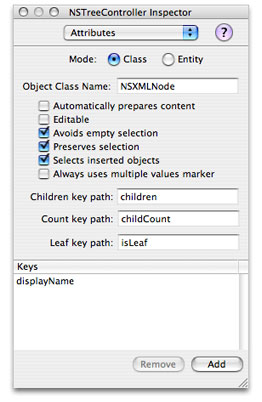 NSTreeController Inspector
Attributes
?
Mode: Class Entity
Object Class Name: NSXMLNode
Automatically prepares content
Editable
Avoids empty selection
Preserves selection
Selects inserted objects
Always uses multiple values marker
Children key path: children
Count key path: childCount
Leaf key path: isLeaf
Keys
displayName
Remove Add